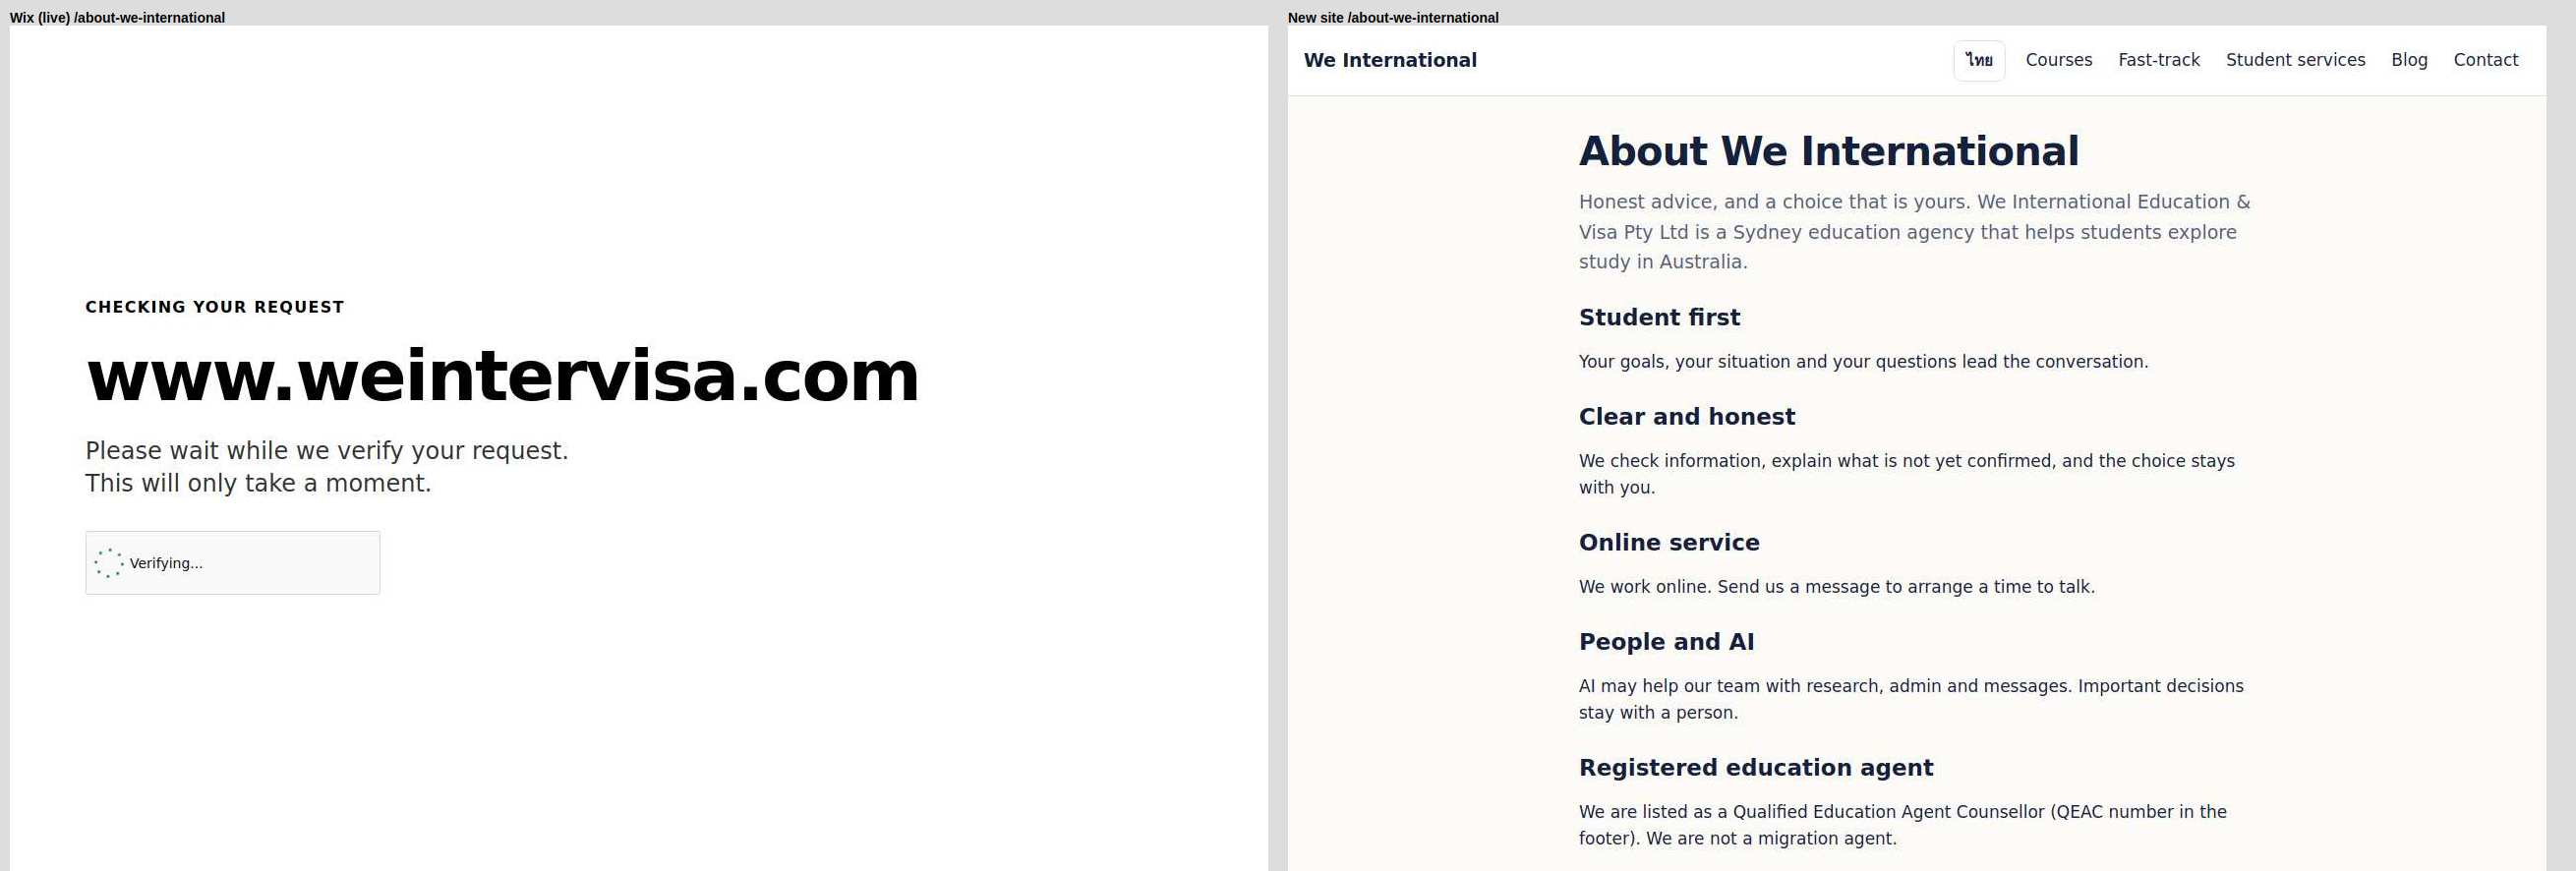 Wix (live) /about-we-international
CHECKING YOUR REQUEST
www.weintervisa.com
Please wait while we verify your request.
This will only take a moment.
Verifying...
New site /about-we-international
We International
ไทย
Courses
Fast-track
Student services
Blog
Contact
About We International
Honest advice, and a choice that is yours. We International Education &
Visa Pty Ltd is a Sydney education agency that helps students explore
study in Australia.
Student first
Your goals, your situation and your questions lead the conversation.
Clear and honest
We check information, explain what is not yet confirmed, and the choice stays
with you.
Online service
We work online. Send us a message to arrange a time to talk.
People and AI
AI may help our team with research, admin and messages. Important decisions
stay with a person.
Registered education agent
We are listed as a Qualified Education Agent Counsellor (QEAC number in the
footer). We are not a migration agent.